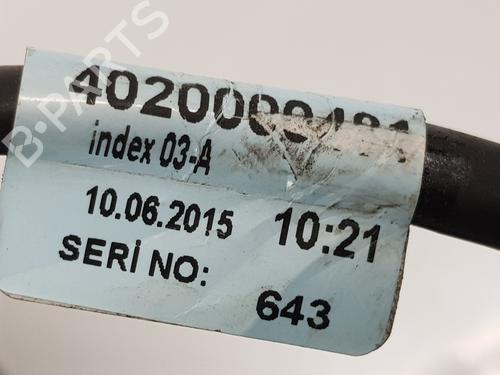 B-PARTS
index 03-A
10.06.2015 10:21
SERİ NO:
643